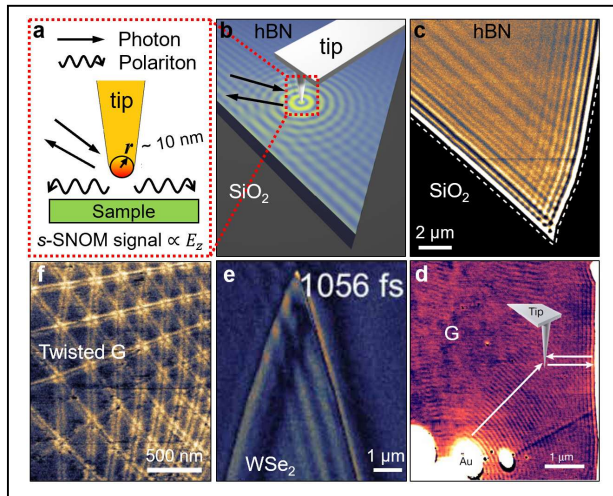 a
Photon
Polariton
tip
r ~ 10 nm
Sample
s-SNOM signal ∝ E_z
b
hBN
tip
SiO₂
c
hBN
SiO₂
2 μm
f
Twisted G
500 nm
e
1056 fs
WSe₂
1 μm
d
G
Tip
Au
1 μm